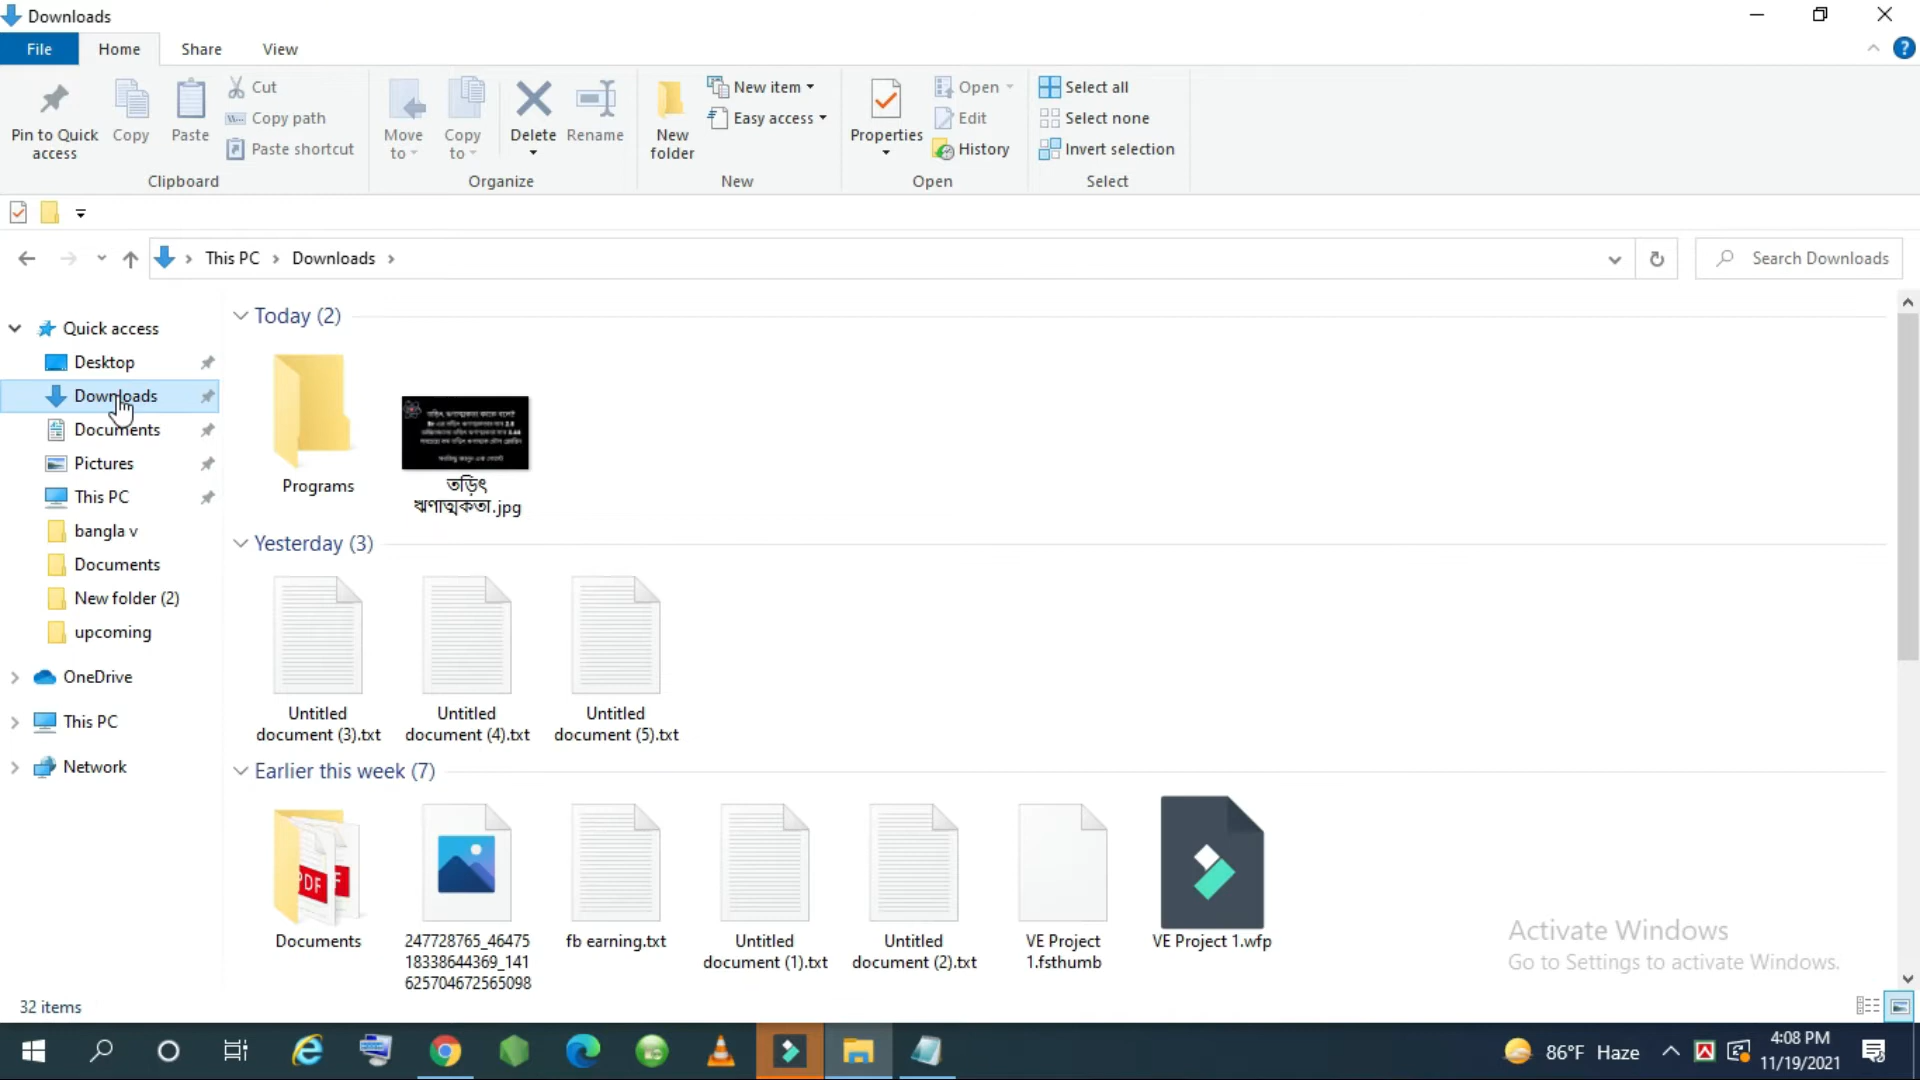 Downloads
File Home Share View
Pin to Quick access
Copy
Paste
Cut
Copy path
Paste shortcut
Clipboard
Move to
Copy to
Delete
Rename
Organize
New folder
New item
Easy access
New
Properties
Open
Edit
History
Open
Select all
Select none
Invert selection
Select
This PC Downloads
Search Downloads
Quick access
Desktop
Downloads
Documents
Pictures
This PC
bangla v
Documents
New folder (2)
upcoming
OneDrive
This PC
Network
Today (2)
Programs
তড়িৎ
ঋণাত্মকতা.jpg
Yesterday (3)
Untitled
document (3).txt
Untitled
document (4).txt
Untitled
document (5).txt
Earlier this week (7)
PDF
Documents
247728765_46475
18338644369_141
625704672565098
fb earning.txt
Untitled
document (1).txt
Untitled
document (2).txt
VE Project
1.fsthumb
VE Project 1.wfp
Activate Windows
Go to Settings to activate Windows.
32 items
86°F Haze
4:08 PM
11/19/2021